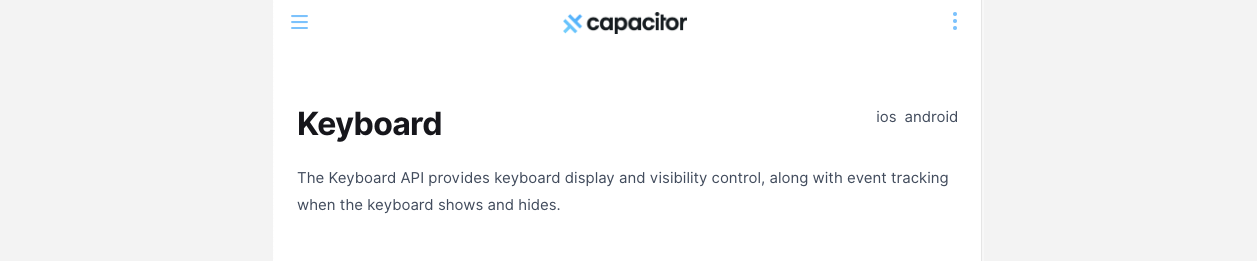 capacitor
Keyboard
ios android
The Keyboard API provides keyboard display and visibility control, along with event tracking
when the keyboard shows and hides.